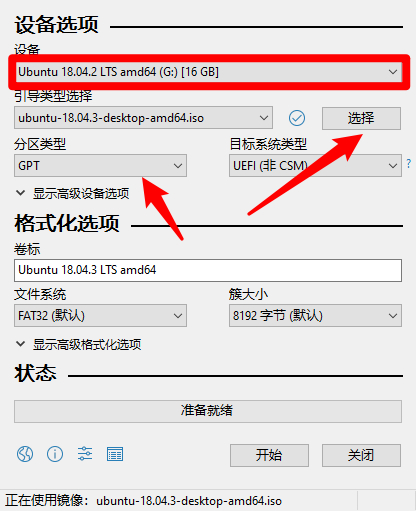 设备选项
设备
Ubuntu 18.04.2 LTS amd64 (G:) [16 GB]
引导类型选择
ubuntu-18.04.3-desktop-amd64.iso 选择
分区类型 目标系统类型
GPT UEFI (非 CSM) ?
显示高级设备选项
格式化选项
卷标
Ubuntu 18.04.3 LTS amd64
文件系统 簇大小
FAT32 (默认) 8192 字节 (默认)
显示高级格式化选项
状态
准备就绪
开始 关闭
正在使用镜像: ubuntu-18.04.3-desktop-amd64.iso